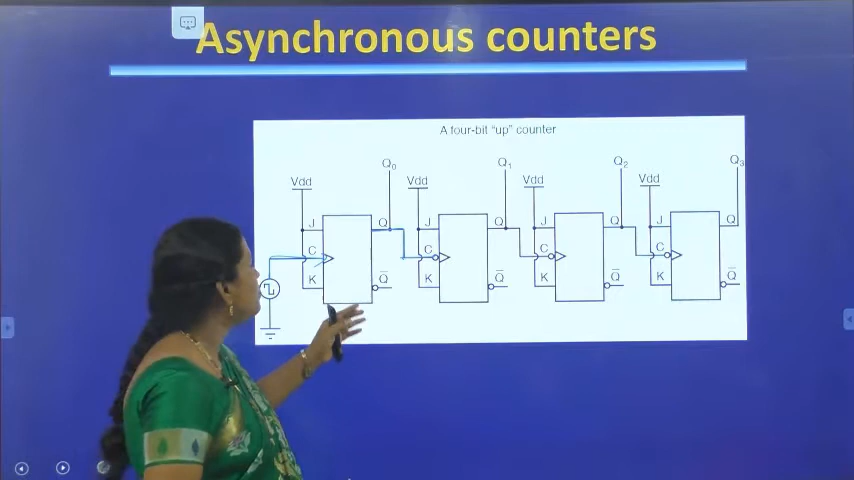 Asynchronous counters
A four-bit "up" counter
Q0 Q1 Q2 Q3
Vdd Vdd Vdd Vdd
J Q J Q J Q J Q
C C C C
K Q̅ K Q̅ K Q̅ K Q̅